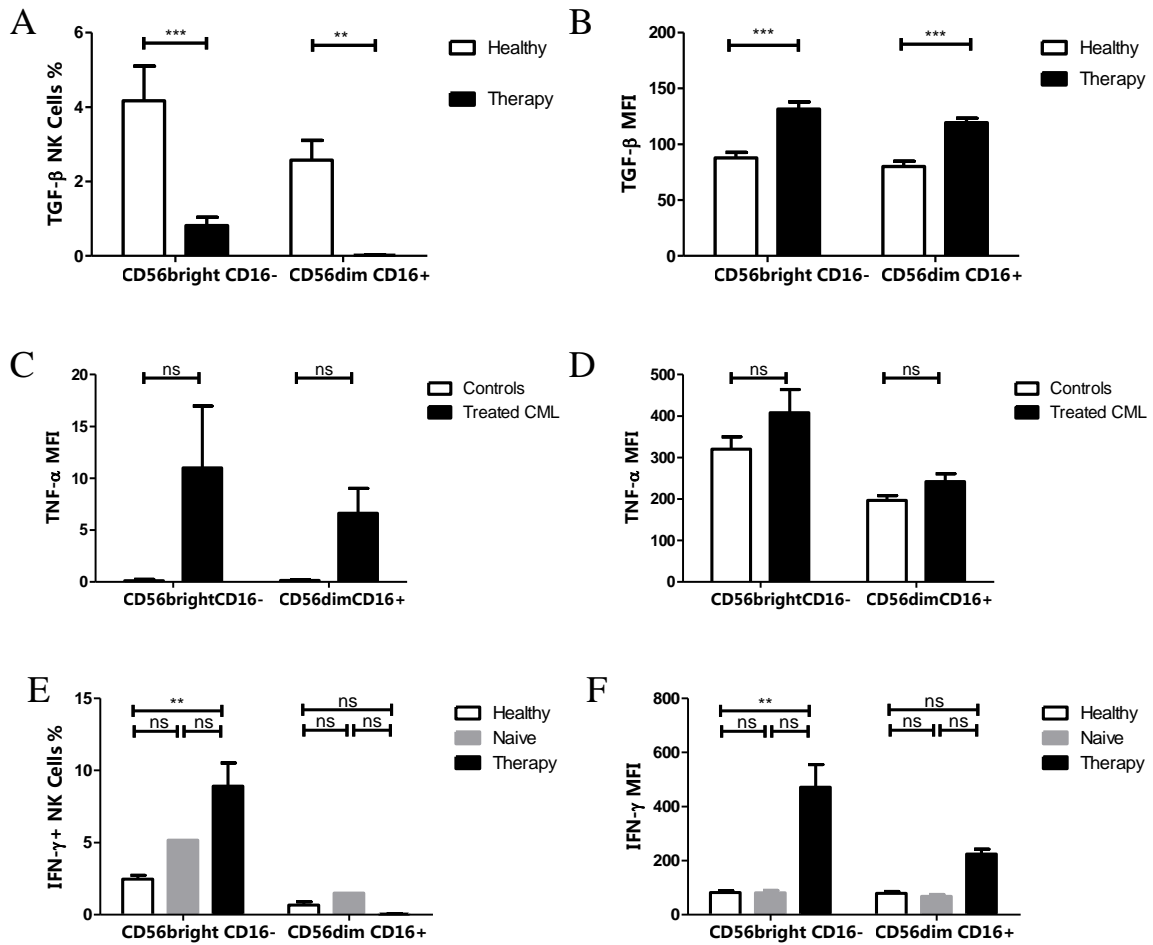 A
TGF-β NK Cells %
6
4
2
0
***
**
CD56bright CD16-
CD56dim CD16+
Healthy
Therapy
B
TGF-β MFI
200
150
100
50
0
***
***
CD56bright CD16-
CD56dim CD16+
Healthy
Therapy
C
TNF-α MFI
20
15
10
5
0
ns
ns
CD56brightCD16-
CD56dimCD16+
Controls
Treated CML
D
TNF-α MFI
500
400
300
200
100
0
ns
ns
CD56brightCD16-
CD56dimCD16+
Controls
Treated CML
E
IFN-γ+ NK Cells %
15
10
5
0
**
ns
ns
ns
ns
ns
CD56bright CD16-
CD56dim CD16+
Healthy
Naive
Therapy
F
IFN-γ MFI
800
600
400
200
0
**
ns
ns
ns
ns
ns
CD56bright CD16-
CD56dim CD16+
Healthy
Naive
Therapy